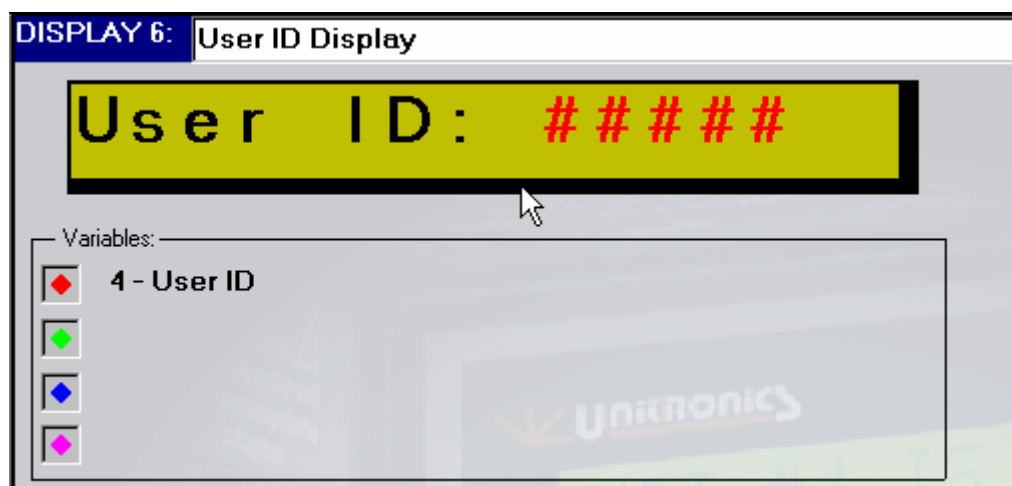 DISPLAY 6: User ID Display
User ID: #####
Variables:
4 - User ID
UNITRONICS